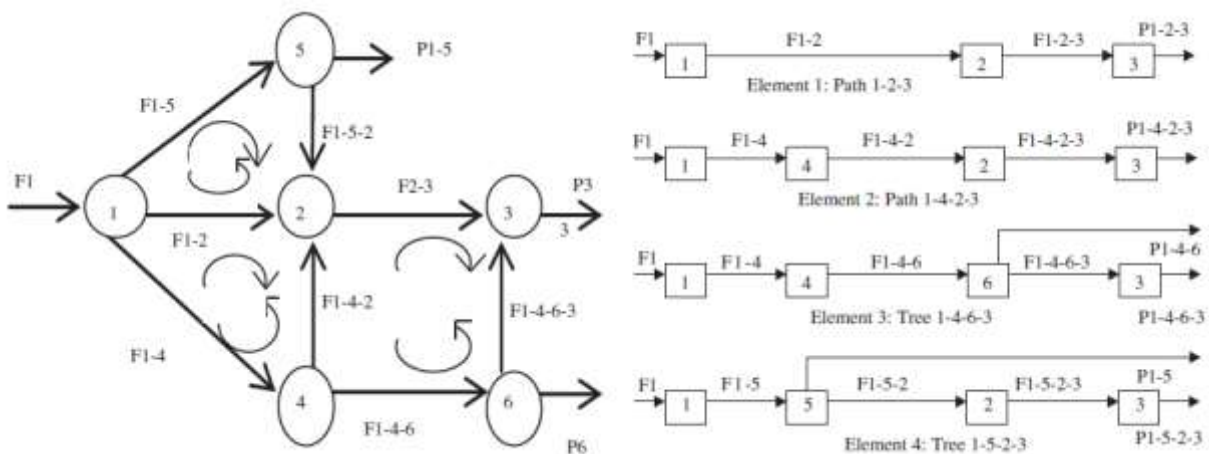 5
P1-5
F1-5
F1-5-2
F1
1
2
F2-3
3
P3
3
F1-2
F1-4-2
F1-4-6-3
F1-4
4
6
F1-4-6
P6
F1
F1-2
F1-2-3
P1-2-3
1
2
3
Element 1: Path 1-2-3
F1
F1-4
F1-4-2
F1-4-2-3
P1-4-2-3
1
4
2
3
Element 2: Path 1-4-2-3
P1-4-6
F1
F1-4
F1-4-6
F1-4-6-3
1
4
6
3
Element 3: Tree 1-4-6-3
P1-4-6-3
F1
F1-5
F1-5-2
F1-5-2-3
P1-5
1
5
2
3
Element 4: Tree 1-5-2-3
P1-5-2-3